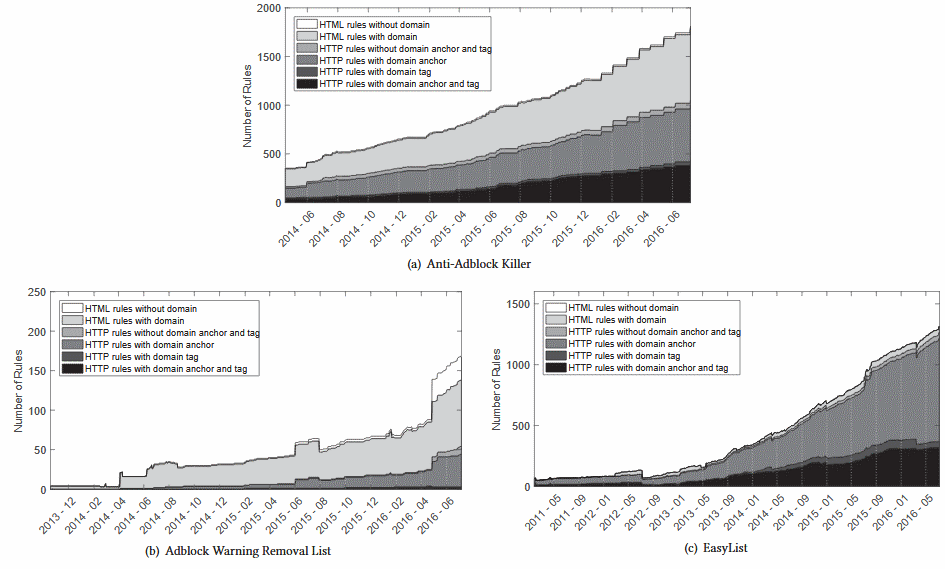 2000
1500
1000
500
0
Number of Rules
HTML rules without domain
HTML rules with domain
HTTP rules without domain anchor and tag
HTTP rules with domain anchor
HTTP rules with domain tag
HTTP rules with domain anchor and tag
2014 - 06
2014 - 08
2014 - 10
2014 - 12
2015 - 02
2015 - 04
2015 - 06
2015 - 08
2015 - 10
2015 - 12
2016 - 02
2016 - 04
2016 - 06
(a) Anti-Adblock Killer
250
200
150
100
50
0
Number of Rules
HTML rules without domain
HTML rules with domain
HTTP rules without domain anchor and tag
HTTP rules with domain anchor
HTTP rules with domain tag
HTTP rules with domain anchor and tag
2013 - 12
2014 - 02
2014 - 04
2014 - 06
2014 - 08
2014 - 10
2014 - 12
2015 - 02
2015 - 04
2015 - 06
2015 - 08
2015 - 10
2015 - 12
2016 - 02
2016 - 04
2016 - 06
(b) Adblock Warning Removal List
1500
1000
500
0
Number of Rules
HTML rules without domain
HTML rules with domain
HTTP rules without domain anchor and tag
HTTP rules with domain anchor
HTTP rules with domain tag
HTTP rules with domain anchor and tag
2011 - 05
2011 - 09
2012 - 01
2012 - 05
2012 - 09
2013 - 01
2013 - 05
2013 - 09
2014 - 01
2014 - 05
2014 - 09
2015 - 01
2015 - 05
2015 - 09
2016 - 01
2016 - 05
(c) EasyList